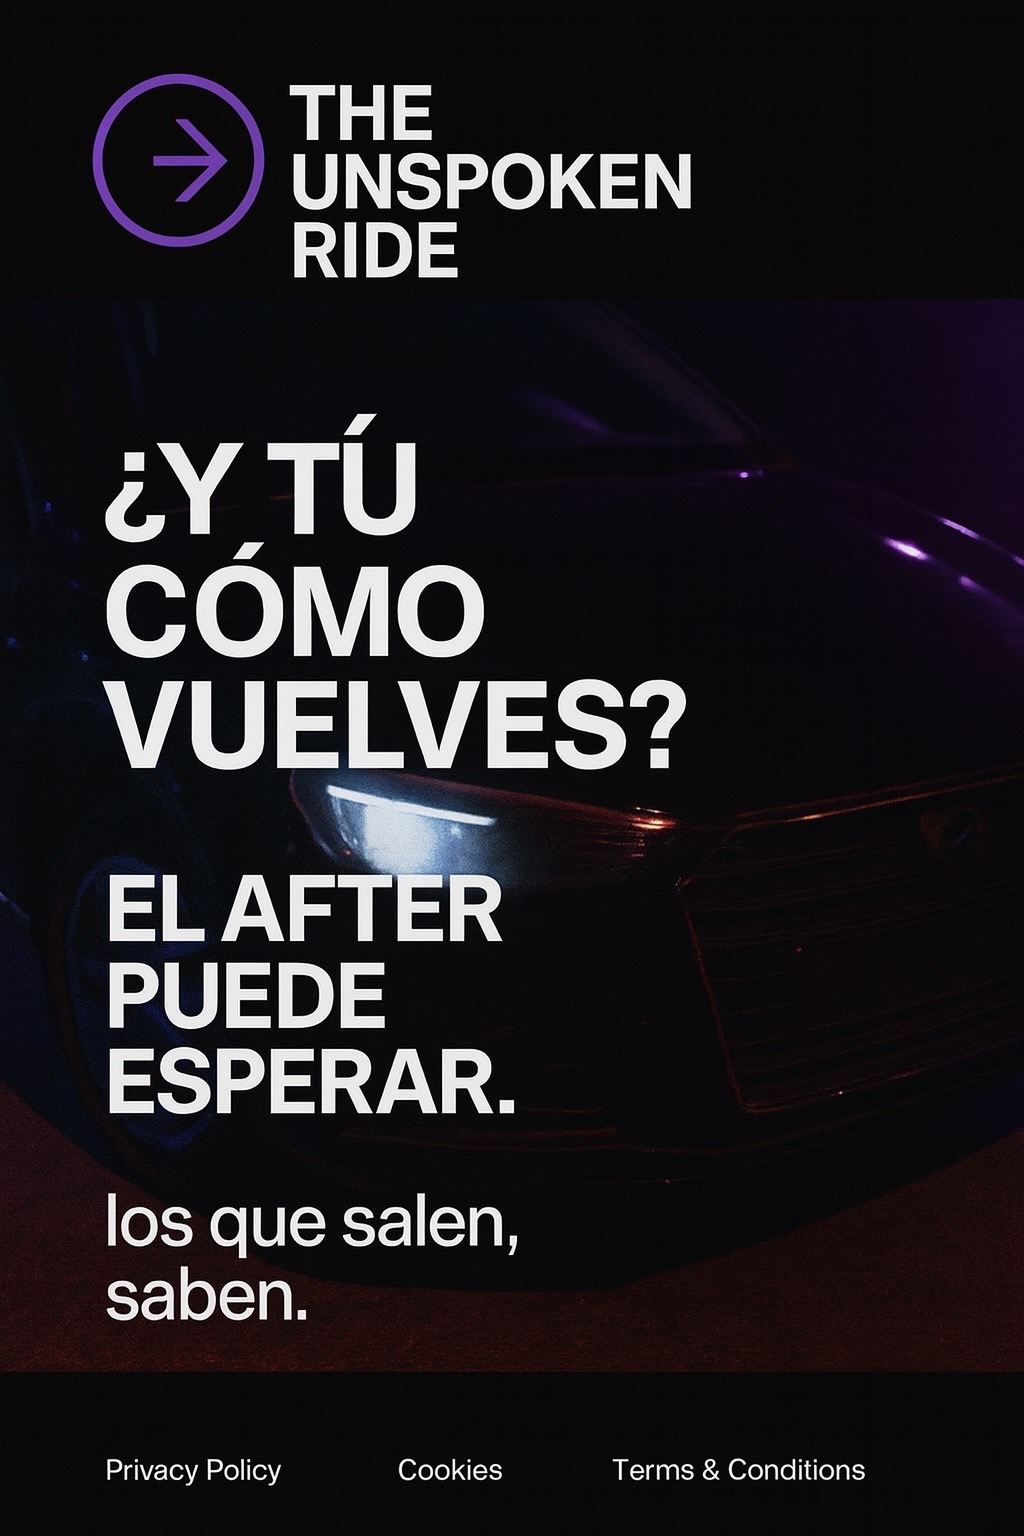 THE
UNSPOKEN
RIDE
¿Y TÚ
CÓMO
VUELVES?
EL AFTER
PUEDE
ESPERAR.
los que salen,
saben.
Privacy Policy
Cookies
Terms & Conditions